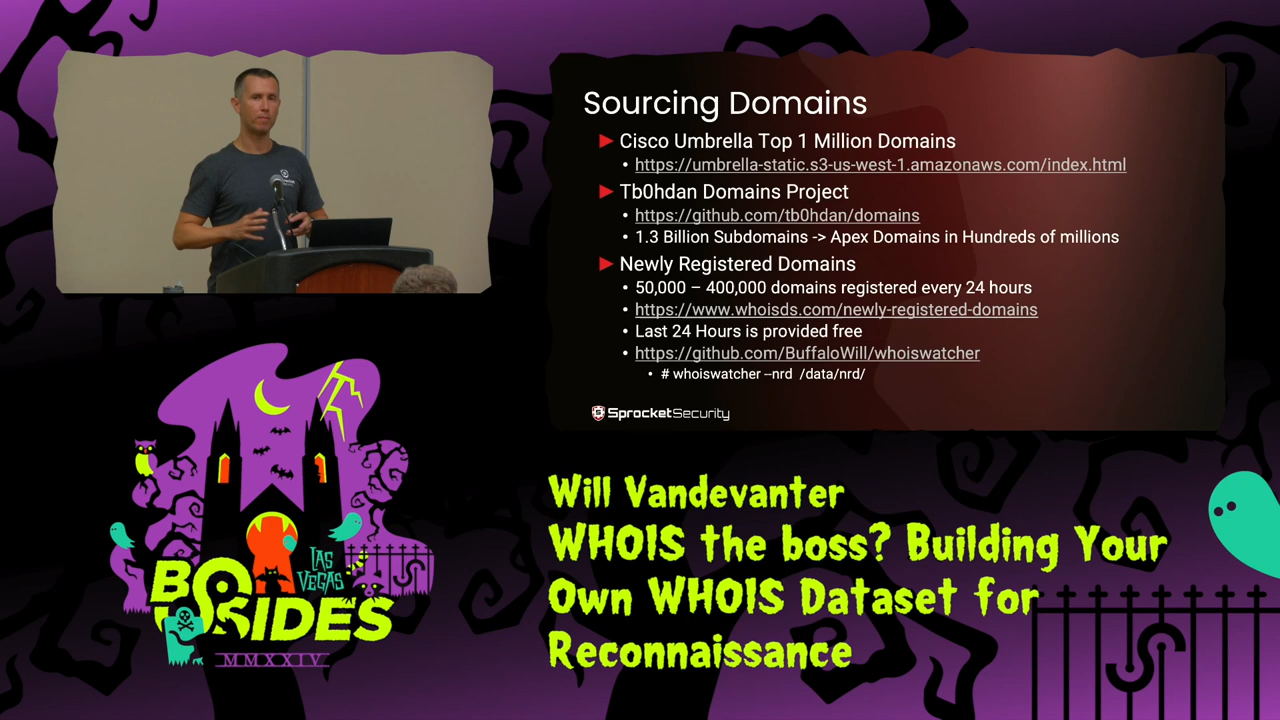 Sourcing Domains
Cisco Umbrella Top 1 Million Domains
https://umbrella-static.s3-us-west-1.amazonaws.com/index.html
Tb0hdan Domains Project
https://github.com/tb0hdan/domains
1.3 Billion Subdomains -> Apex Domains in Hundreds of millions
Newly Registered Domains
50,000 – 400,000 domains registered every 24 hours
https://www.whoisds.com/newly-registered-domains
Last 24 Hours is provided free
https://github.com/BuffaloWill/whoiswatcher
# whoiswatcher –nrd /data/nrd/
SprocketSecurity
LAS
VEGAS
BSIDES
MMXXIV
Will Vandevanter
WHOIS the boss? Building Your
Own WHOIS Dataset for
Reconnaissance